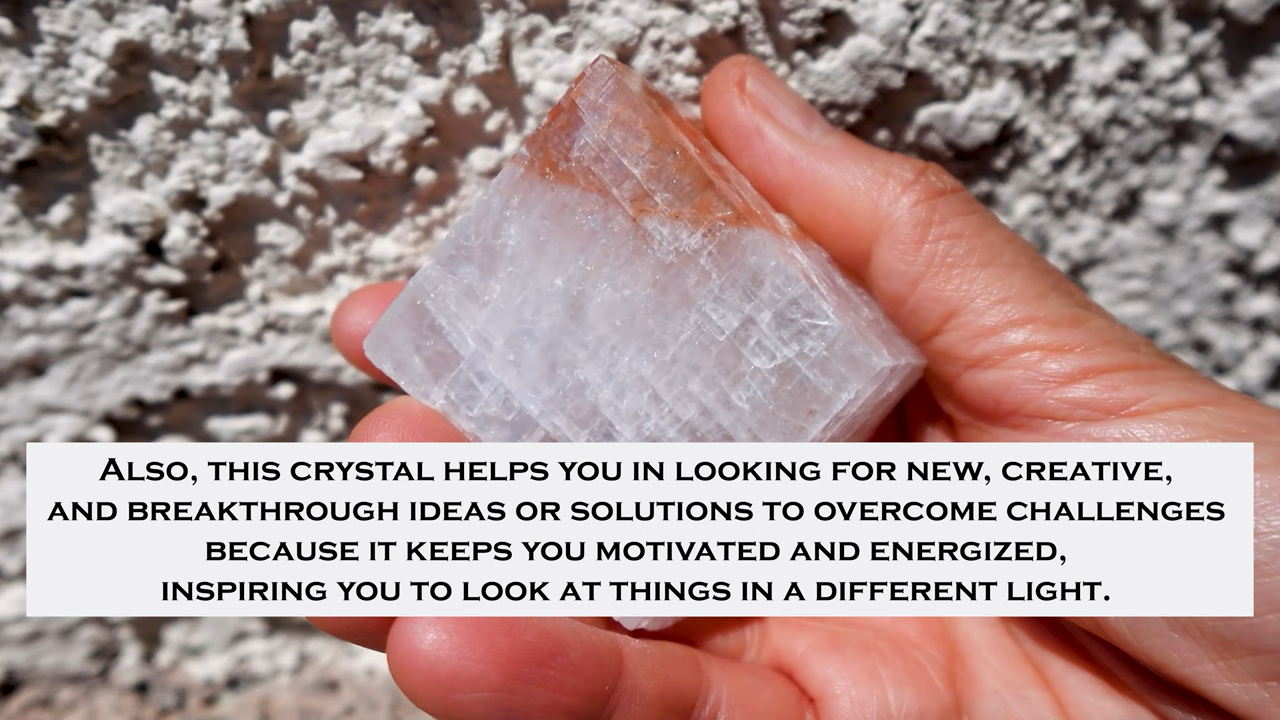 Also, this crystal helps you in looking for new, creative,
and breakthrough ideas or solutions to overcome challenges
because it keeps you motivated and energized,
inspiring you to look at things in a different light.